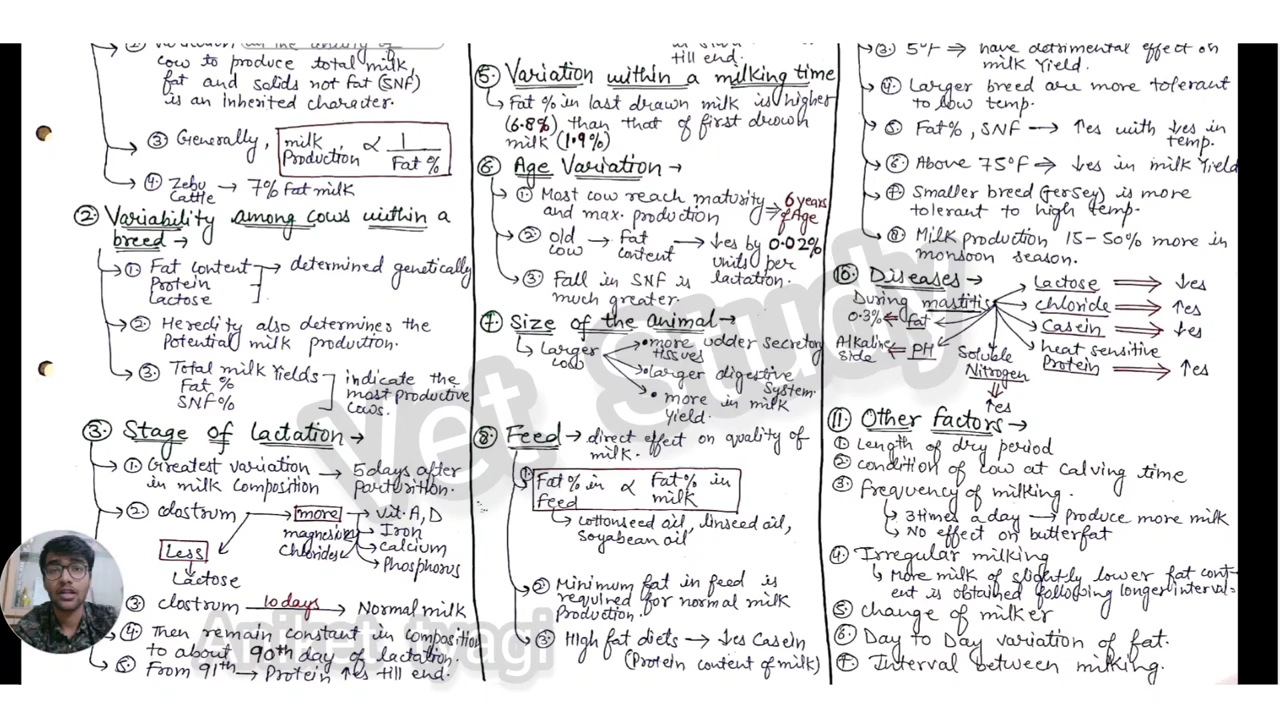 cow to produce total milk,
fat and solids not fat (SNF)
is an inherited character.
③ Generally, milk Production ∝ 1 / Fat %
④ Zebu Cattle → 7% Fat milk
② Variability among cows within a
breed →
① Fat content → determined genetically
Protein
Lactose
② Heredity also determines the
Potential milk production.
③ Total milk Yields
Fat %
SNF %
indicate the
most productive
cows.
③ Stage of lactation →
① Greatest variation → 5 days after
in milk composition parturition.
② clostrum → more → Vit. A, D
magnesium Iron
chlorides Calcium
Phosphorus
Less
Lactose
③ clostrum 10 days → Normal milk
④ Then remain constant in composition
to about 90th day of lactation.
⑤ From 91th → Protein ↑es till end.
till end.
⑤ Variation within a milking time
↳ Fat % in last drawn milk is higher
(6.8%) than that of first drown
milk (1.9%)
⑥ Age Variation →
① Most cow reach maturity ⇒ 6 years
and max. production of Age
② old cow → Fat content → ↓es by 0.02%
units per
lactation.
③ Fall in SNF is
much greater.
⑦ Size of the animal →
↳ Larger cow
• more udder secretory
tissues
• larger digestive
system
• more in milk
Yield.
⑧ Feed → direct effect on quality of
milk.
① Fat % in feed ∝ Fat % in milk
↳ cottonseed oil, linseed oil,
Soyabean oil
② Minimum fat in feed is
required for normal milk
Production.
③ High fat diets → ↓es Casein
(Protein content of milk)
③ 5°F ⇒ have detrimental effect on
milk Yield.
④ Larger breed are more tolerant
to low temp.
⑤ Fat%, SNF → ↑es with ↓es in
temp.
⑥ Above 75°F ⇒ ↓es in milk Yield
⑦ Smaller breed (Jersey) is more
tolerant to high temp.
⑧ Milk production 15-50% more in
monsoon season.
⑩ Diseases →
During mastitis
Lactose ⇒ ↓es
chloride ⇒ ↑es
Casein ⇒ ↓es
heat sensitive
Protein ⇒ ↑es
0.3% ⇐ fat
Alkaline ⇐ PH
side
Soluble
Nitrogen
⇓
↑es
⑪ Other factors →
① Length of dry period
② condition of cow at Calving time
③ Frequency of milking.
↳ 3 times a day → Produce more milk
↳ No effect on butterfat
④ Irregular milking
↳ More milk of slightly lower fat cont-
ent is obtained following longer interval.
⑤ change of milker
⑥ Day to Day variation of fat.
⑦ Interval between milking.
Vet Study
Aniket tyagi